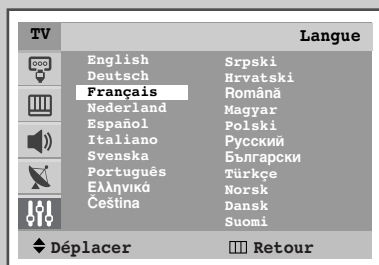 TV
Langue
English
Deutsch
Français
Nederland
Español
Italiano
Svenska
Português
Ελληνικά
Čeština
Srpski
Hrvatski
Română
Magyar
Polski
Русский
Български
Türkçe
Norsk
Dansk
Suomi
Déplacer
Retour